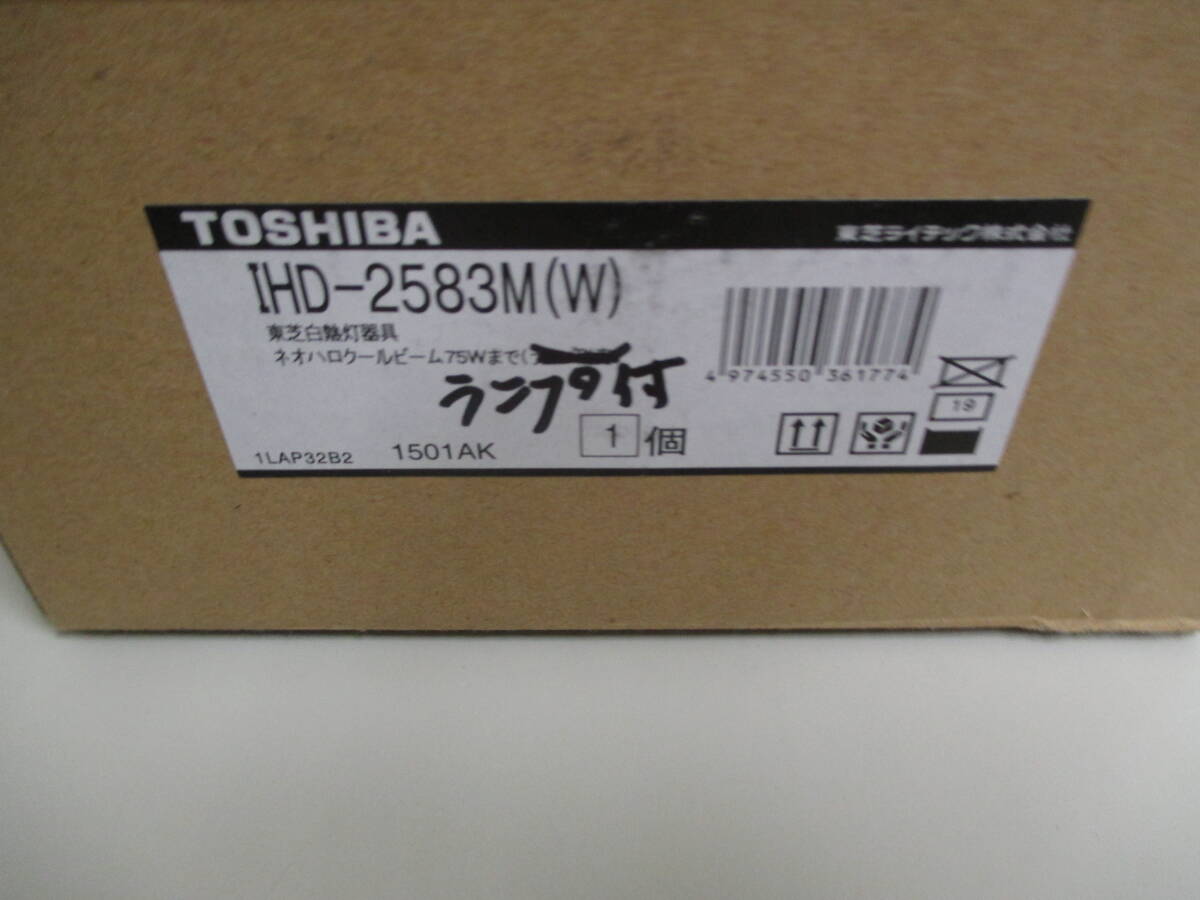 TOSHIBA
東芝ライテック株式会社
IHD-2583M(W)
東芝白熱灯器具
ネオハロクールビーム75Wまで(
ランプ付
4 974550 361774
19
1LAP32B2 1501AK 1 個